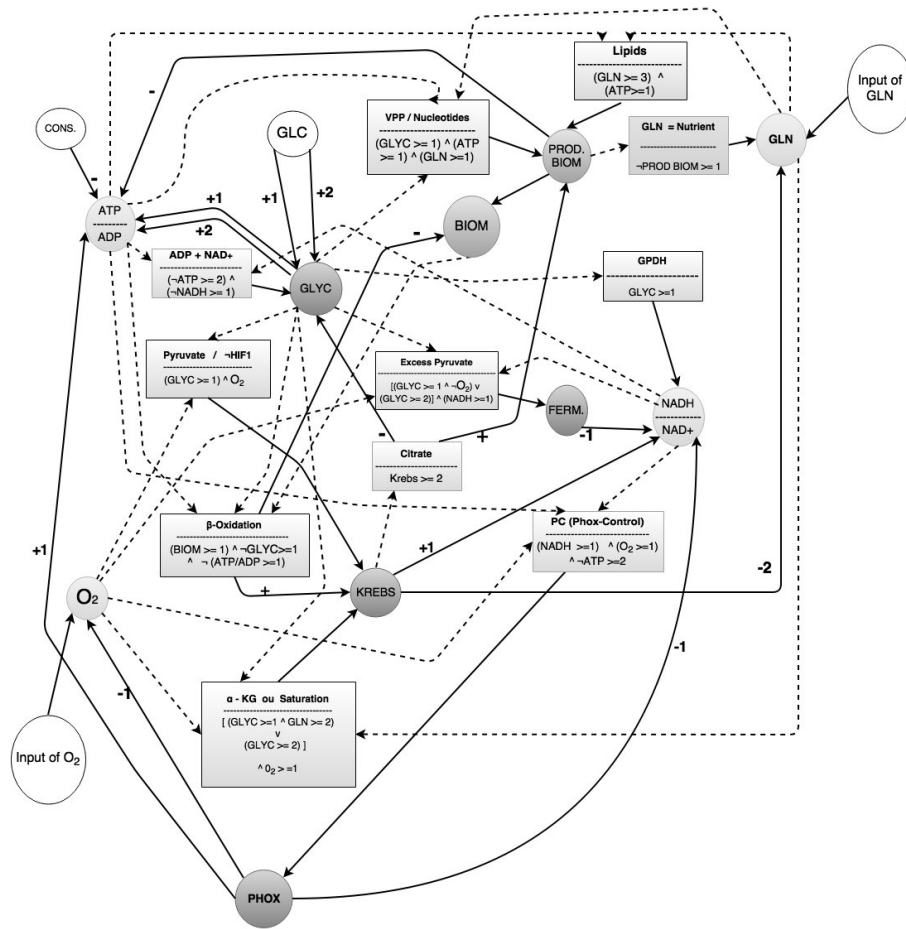 Lipids
(GLN >= 3) ^
(ATP>=1)
Input of
GLN
CONS.
GLC
VPP / Nucleotides
(GLYC >= 1) ^ (ATP
>= 1) ^ (GLN >=1)
PROD.
BIOM
GLN = Nutrient
¬PROD BIOM >= 1
GLN
-
-
+1
+2
ATP
ADP
+1
+2
BIOM
-
ADP + NAD+
(¬ATP >= 2) ^
(¬NADH >= 1)
GLYC
GPDH
GLYC >=1
Pyruvate / ¬HIF1
(GLYC >= 1) ^ O2
Excess Pyruvate
[(GLYC >= 1 ^ ¬O2) v
(GLYC >= 2)] ^ (NADH >=1)
FERM.
-1
NADH
NAD+
-
+
Citrate
Krebs >= 2
β-Oxidation
(BIOM >= 1) ^ ¬GLYC>=1
^ ¬ (ATP/ADP >=1)
PC (Phox-Control)
(NADH >=1) ^ (O2 >=1)
^ ¬ATP >=2
+1
+1
-2
+
KREBS
O2
-1
-1
α - KG ou Saturation
[ (GLYC >=1 ^ GLN >= 2)
v
(GLYC >= 2) ]
^ 02 > =1
Input of O2
PHOX